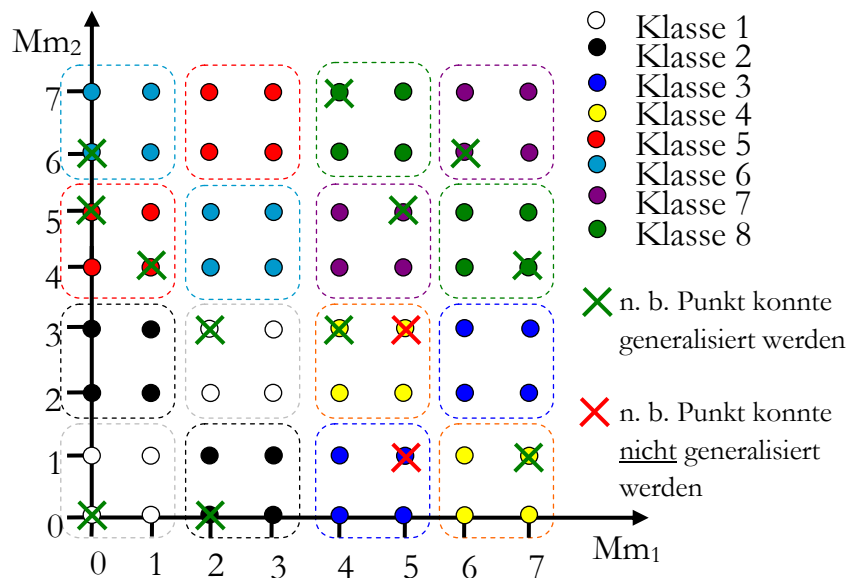 Mm2
7
6
5
4
3
2
1
0
0 1 2 3 4 5 6 7
Mm1
Klasse 1
Klasse 2
Klasse 3
Klasse 4
Klasse 5
Klasse 6
Klasse 7
Klasse 8
n. b. Punkt konnte
generalisiert werden
n. b. Punkt konnte
nicht generalisiert
werden